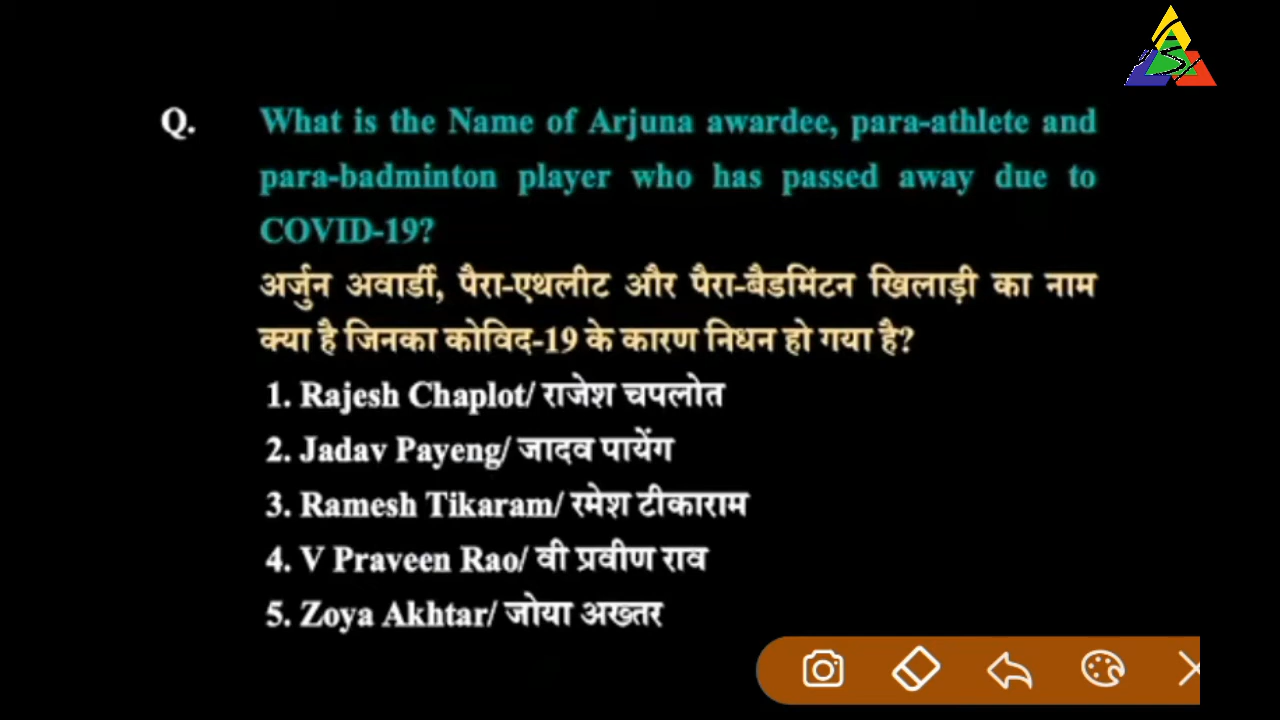 Q. What is the Name of Arjuna awardee, para-athlete and
para-badminton player who has passed away due to
COVID-19?
अर्जुन अवार्डी, पैरा-एथलीट और पैरा-बैडमिंटन खिलाड़ी का नाम
क्या है जिनका कोविद-19 के कारण निधन हो गया है?
1. Rajesh Chaplot/ राजेश चपलोत
2. Jadav Payeng/ जादव पायेंग
3. Ramesh Tikaram/ रमेश टीकाराम
4. V Praveen Rao/ वी प्रवीण राव
5. Zoya Akhtar/ जोया अख्तर